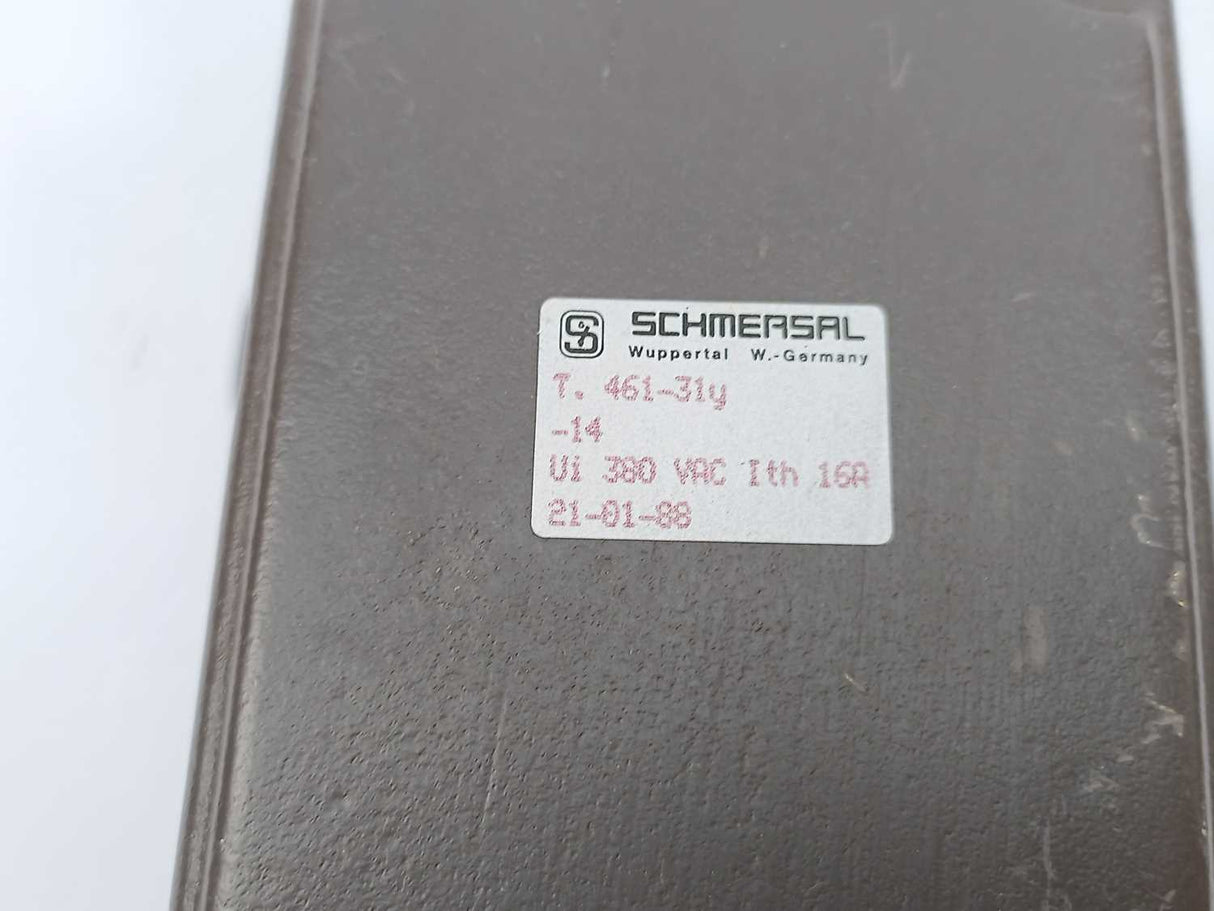 SCHMERSAL
Wuppertal W.-Germany
T. 461-31y
-14
Ui 380 VAC Ith 16A
21-01-88